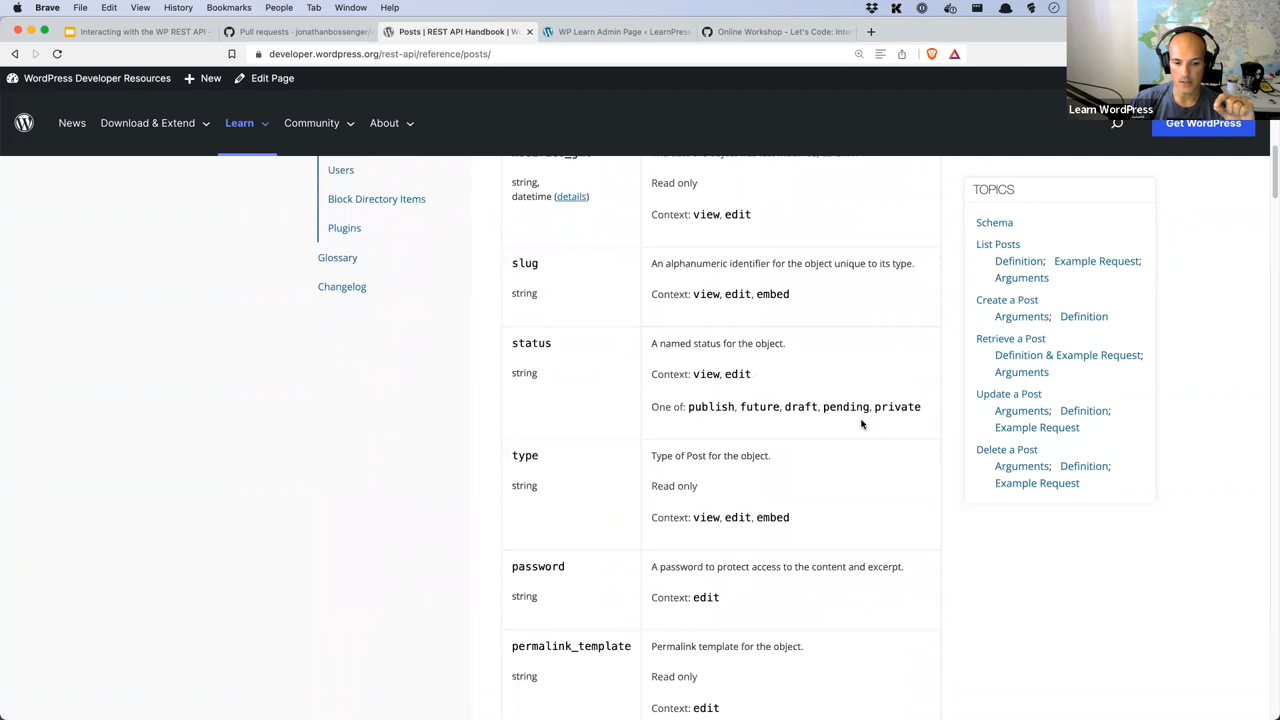 Brave File Edit View History Bookmarks People Tab Window Help
Interacting with the WP REST API -
Pull requests · jonathanbossenger/
Posts | REST API Handbook | W
WP Learn Admin Page ‹ LearnPress
Online Workshop - Let's Code: Inter
developer.wordpress.org/rest-api/reference/posts/
WordPress Developer Resources New Edit Page
Learn WordPress
News Download & Extend Learn Community About
Get WordPress
Users
Block Directory Items
Plugins
Glossary
Changelog
string,
datetime (details)
Read only
Context: view, edit
slug
An alphanumeric identifier for the object unique to its type.
string
Context: view, edit, embed
status
A named status for the object.
string
Context: view, edit
One of: publish, future, draft, pending, private
type
Type of Post for the object.
string
Read only
Context: view, edit, embed
password
A password to protect access to the content and excerpt.
string
Context: edit
permalink_template
Permalink template for the object.
string
Read only
Context: edit
TOPICS
Schema
List Posts
Definition; Example Request;
Arguments
Create a Post
Arguments; Definition
Retrieve a Post
Definition & Example Request;
Arguments
Update a Post
Arguments; Definition;
Example Request
Delete a Post
Arguments; Definition;
Example Request